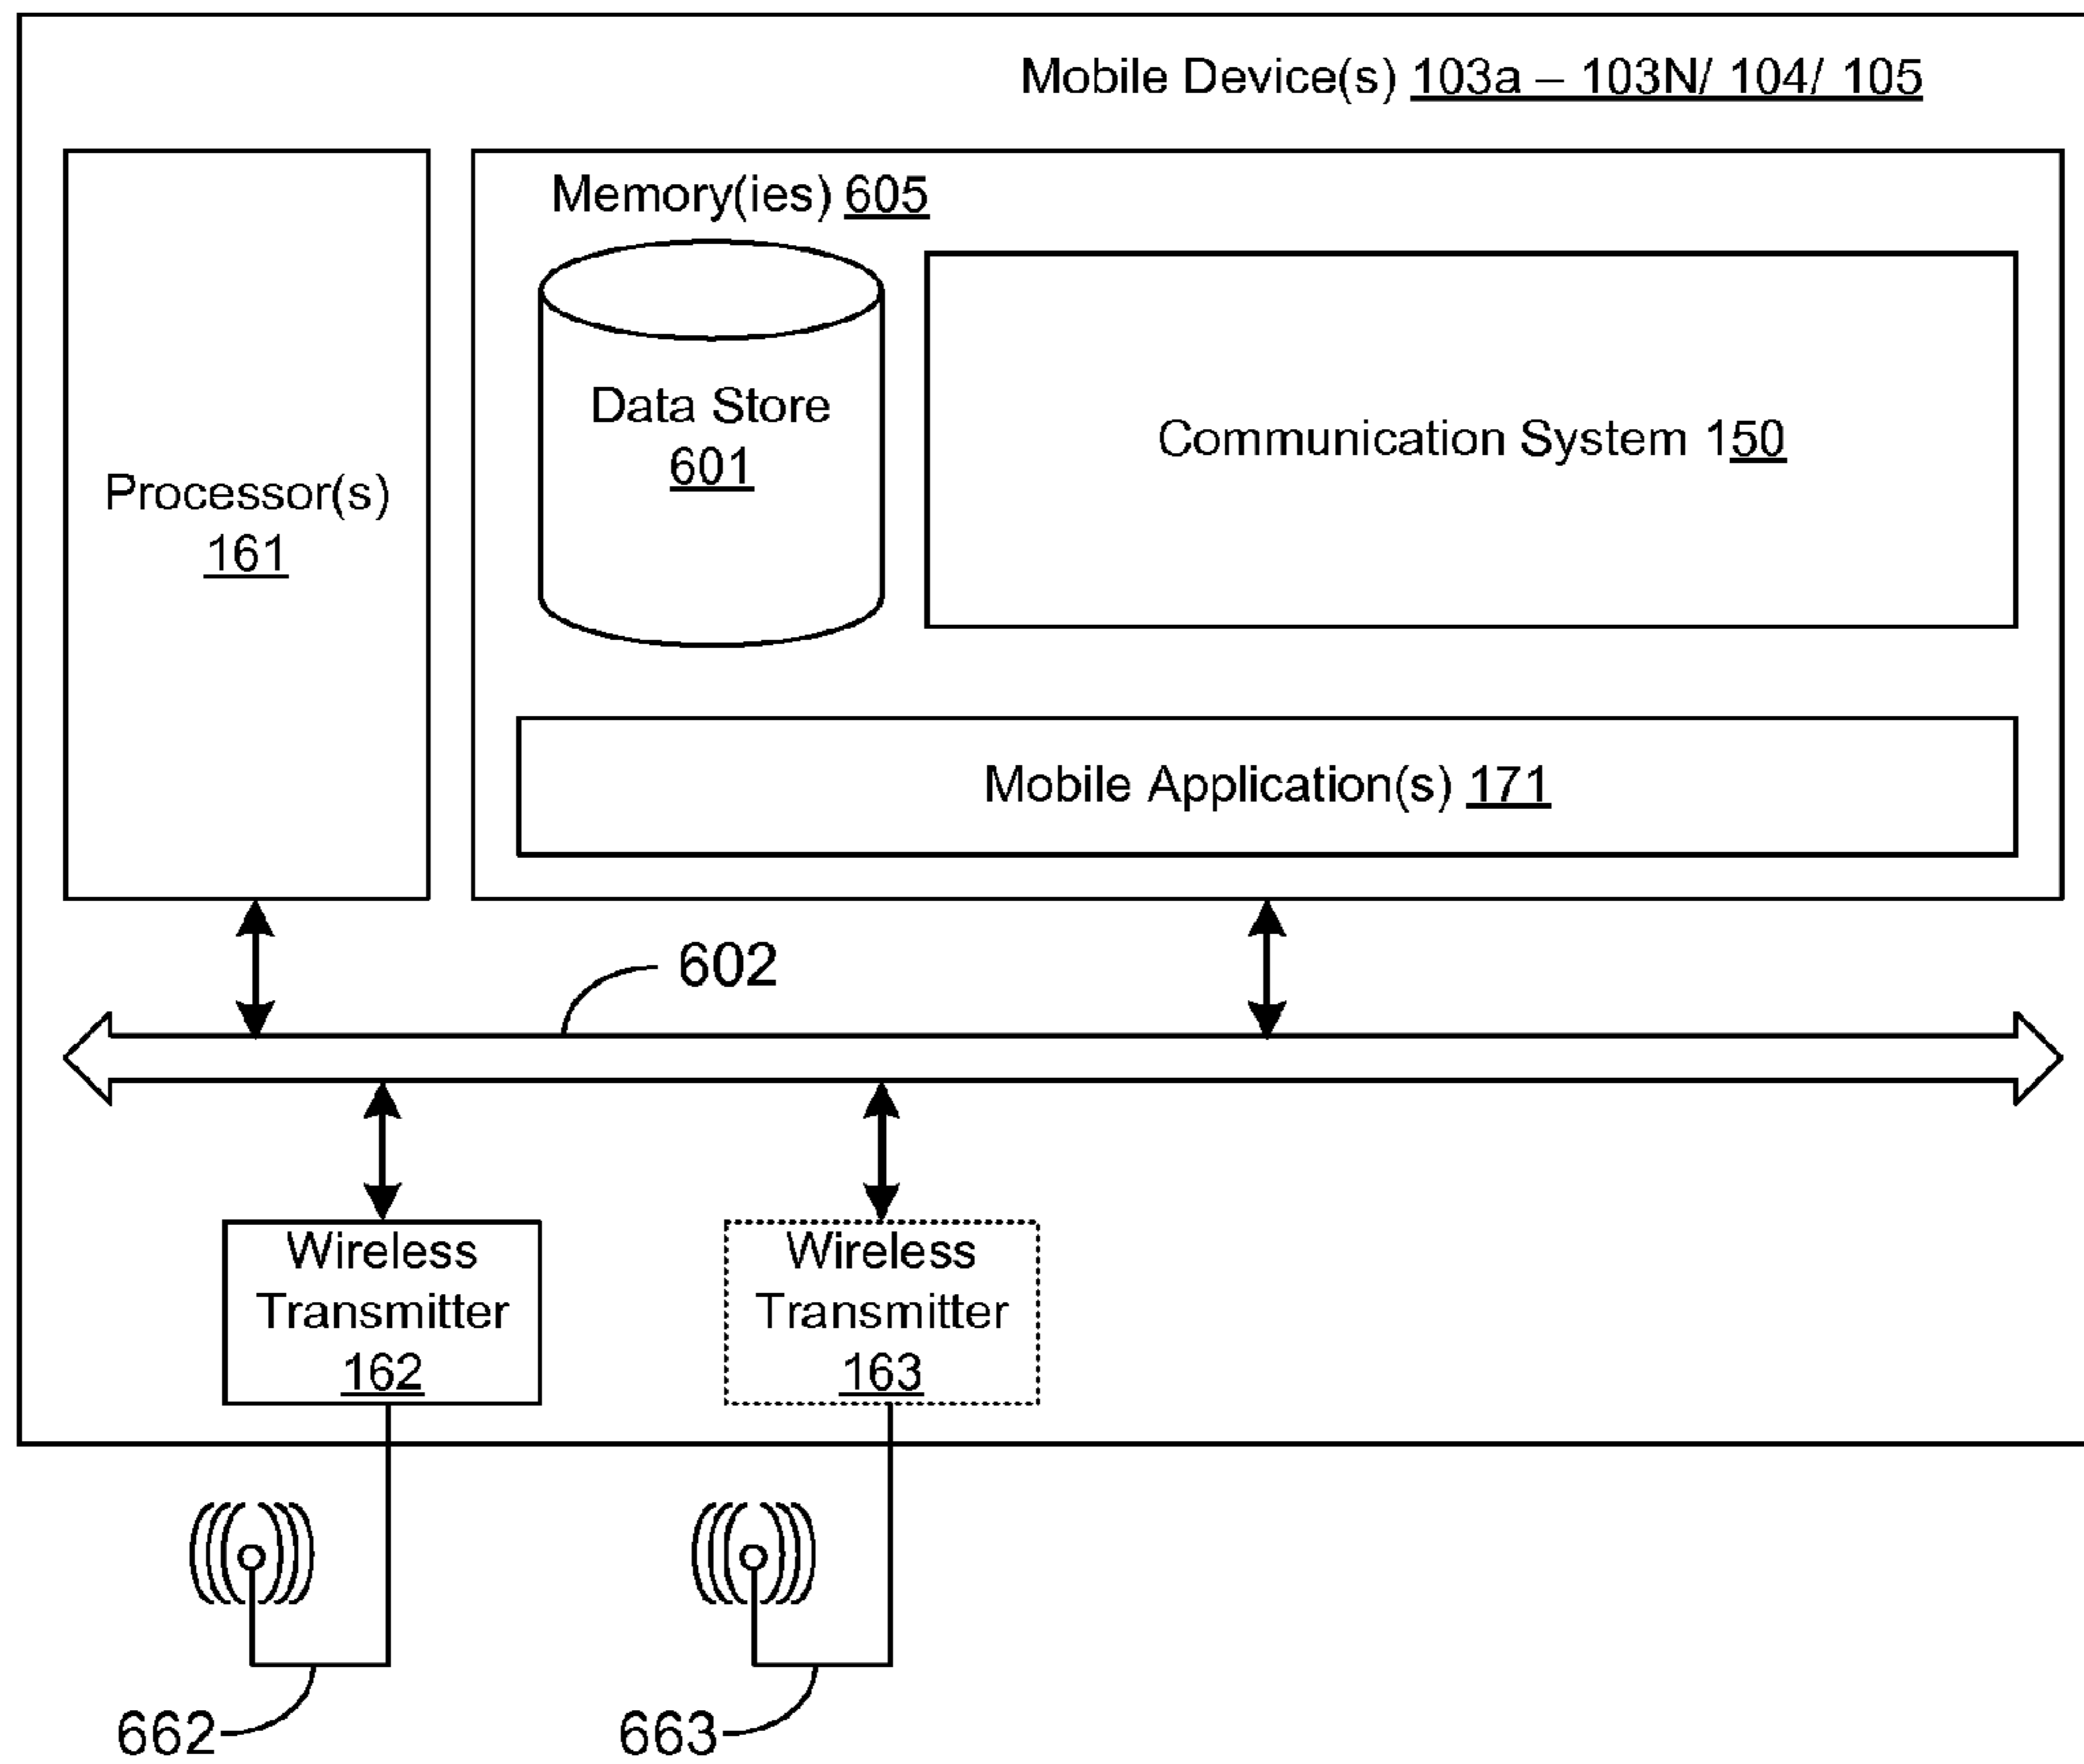 Mobile Device(s) 103a – 103N/ 104/ 105
Memory(ies) 605
Data Store
601
Communication System 150
Processor(s)
161
Mobile Application(s) 171
602
Wireless
Transmitter
162
Wireless
Transmitter
163
662
663